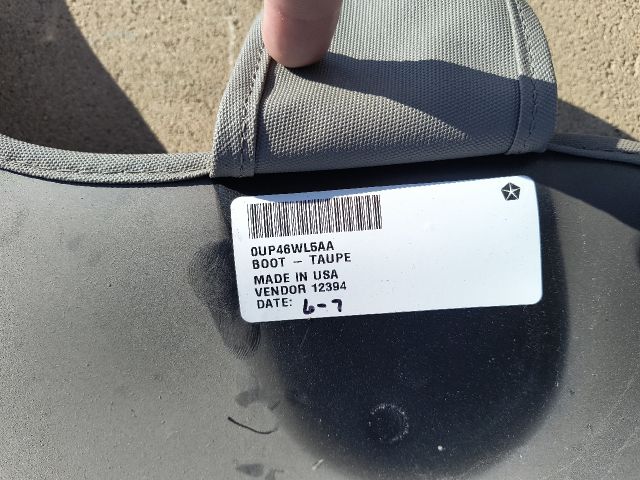 0UP46WL5AA
BOOT - TAUPE
MADE IN USA
VENDOR 12394
DATE: 6-7